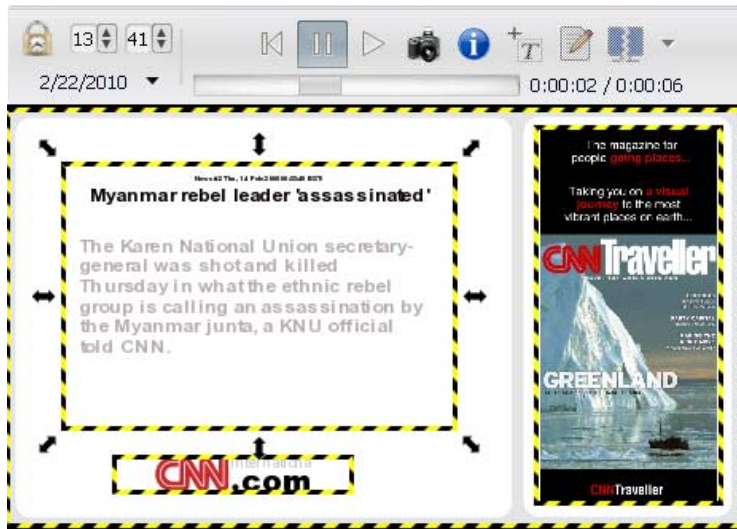 13 41
2/22/2010
0:00:02 / 0:00:06
Myanmar rebel leader 'assassinated'
The Karen National Union secretary-
general was shot and killed
Thursday in what the ethnic rebel
group is calling an assassination by
the Myanmar junta, a KNU official
told CNN.
CNN.com
The magazine for
people going places...
Taking you on a visual
journey to the most
vibrant places on earth...
CNN Traveller
GREENLAND
CNNTraveller